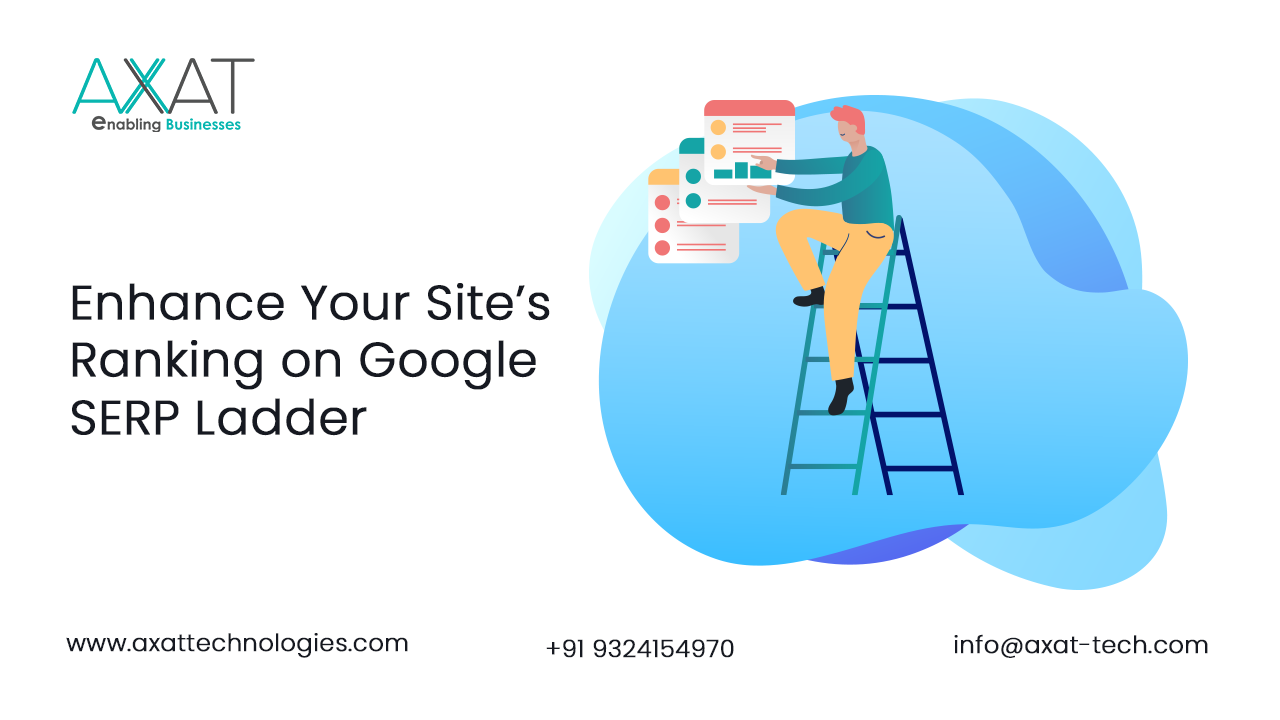 AXAT
enabling Businesses
Enhance Your Site’s
Ranking on Google
SERP Ladder
www.axattechnologies.com
+91 9324154970
info@axat-tech.com